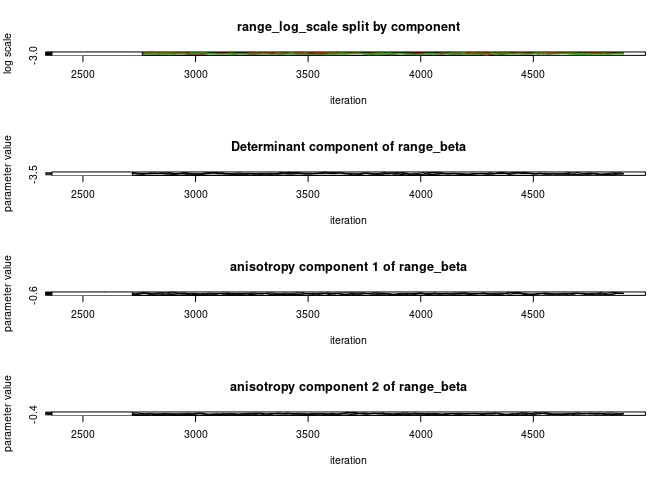 range_log_scale split by component
log scale
-3.0
2500 3000 3500 4000 4500
iteration
Determinant component of range_beta
parameter value
-3.5
2500 3000 3500 4000 4500
iteration
anisotropy component 1 of range_beta
parameter value
-0.6
2500 3000 3500 4000 4500
iteration
anisotropy component 2 of range_beta
parameter value
-0.4
2500 3000 3500 4000 4500
iteration